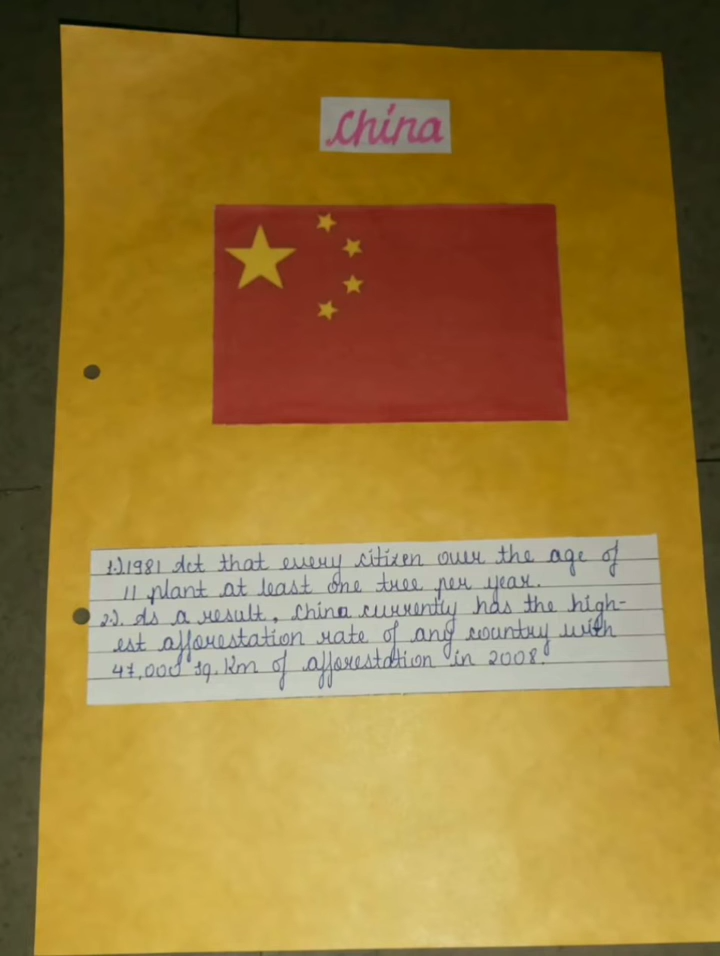 China
1.) 1981 Act that every citizen over the age of
11 plant at least one tree per year.
2.). As a result, China currently has the high-
est afforestation rate of any country with
47,000 sq. Km of afforestation in 2008.